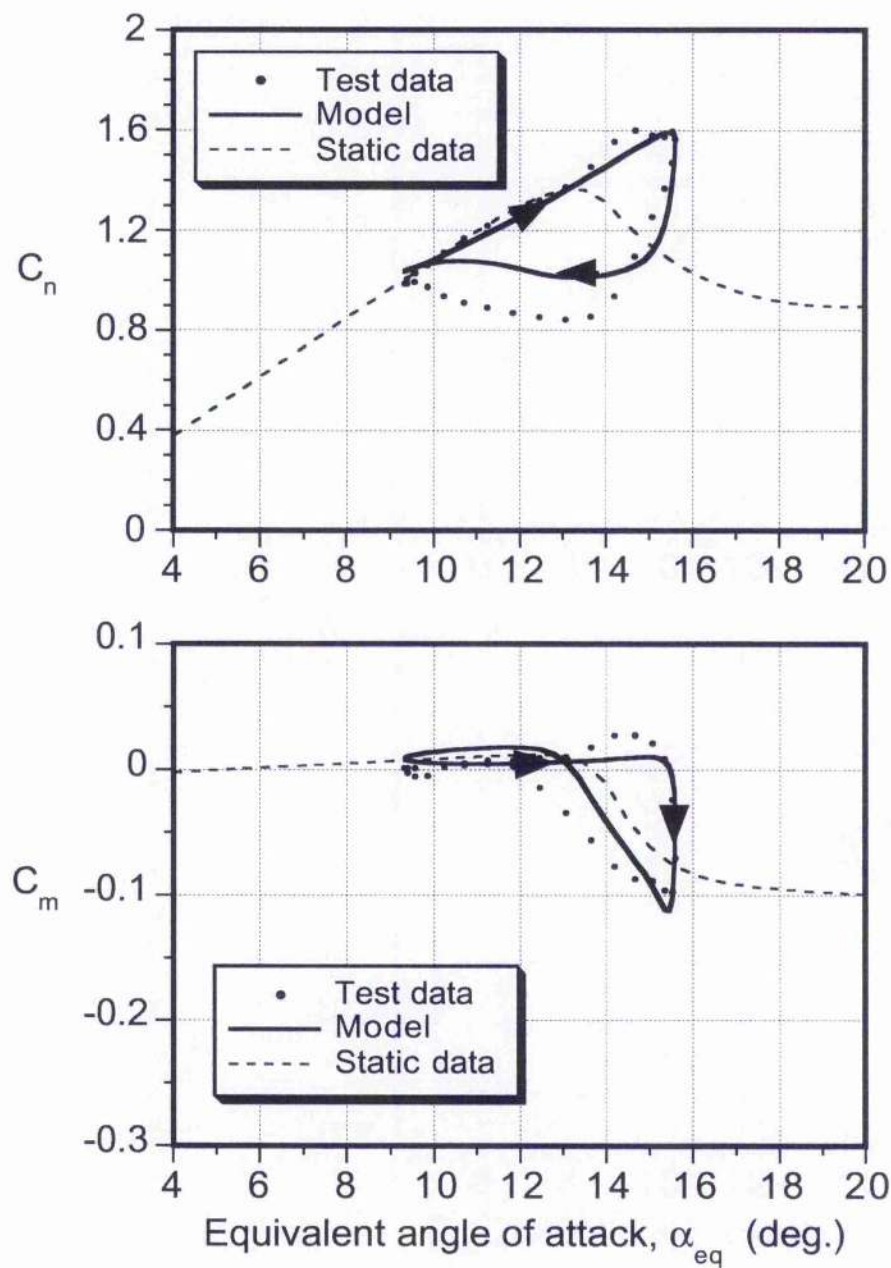 2
1.6
1.2
0.8
0.4
0
C_n
Test data
Model
Static data
4 6 8 10 12 14 16 18 20
0.1
0
-0.1
-0.2
-0.3
C_m
Test data
Model
Static data
4 6 8 10 12 14 16 18 20
Equivalent angle of attack, α_eq (deg.)